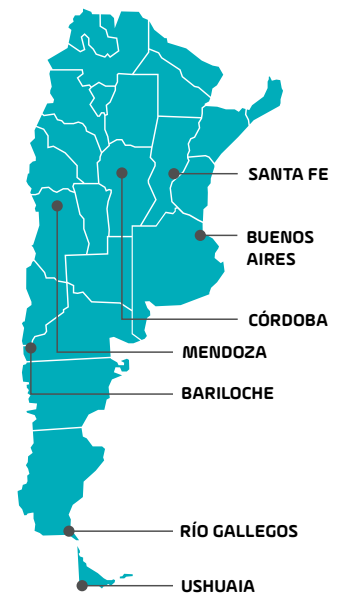 SANTA FE
BUENOS
AIRES
CÓRDOBA
MENDOZA
BARILOCHE
RÍO GALLEGOS
USHUAIA